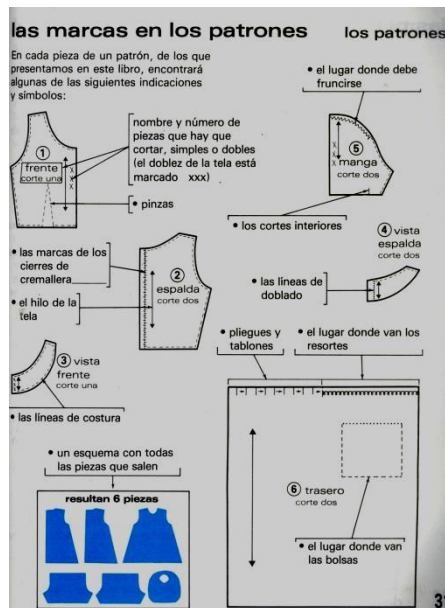 las marcas en los patrones
los patrones
En cada pieza de un patrón, de los que
presentamos en este libro, encontrará
algunas de las siguientes indicaciones
y símbolos:
nombre y número de
piezas que hay que
cortar, simples o dobles
(el doblez de la tela está
marcado xxx)
• pinzas
1
frente
corte una
x
x
x
• las marcas de los
cierres de
cremallera
• el hilo de la
tela
2
espalda
corte dos
3 vista
frente
corte una
• las líneas de costura
• un esquema con todas
las piezas que salen
resultan 6 piezas
• el lugar donde debe
fruncirse
5
manga
corte dos
x
x
x
• los cortes interiores
4 vista
espalda
corte dos
• las líneas de
doblado
• pliegues y
tablones
• el lugar donde van los
resortes
6 trasero
corte dos
• el lugar donde van
las bolsas
3